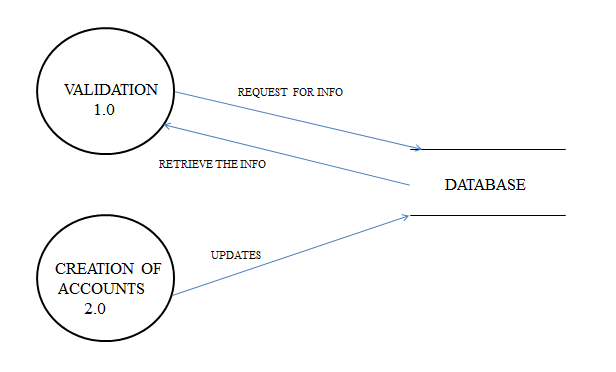 VALIDATION
1.0
REQUEST FOR INFO
RETRIEVE THE INFO
DATABASE
UPDATES
CREATION OF
ACCOUNTS
2.0